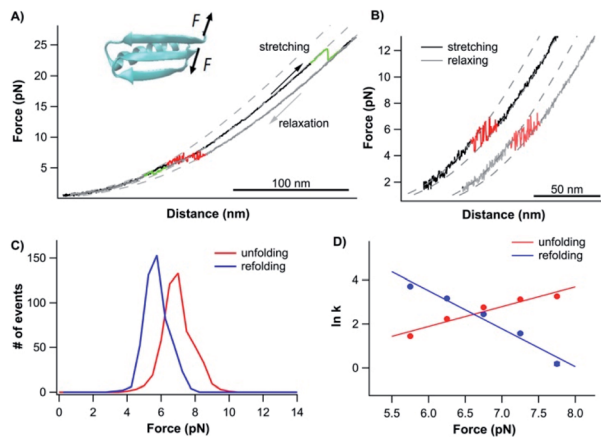 A)
F
F
25
20
15
10
5
Force (pN)
stretching
relaxation
100 nm
Distance (nm)
B)
stretching
relaxing
12
10
8
6
4
2
Force (pN)
50 nm
Distance (nm)
C)
unfolding
refolding
150
100
50
0
# of events
0 2 4 6 8 10 12 14
Force (pN)
D)
unfolding
refolding
4
2
0
ln k
5.5 6.0 6.5 7.0 7.5 8.0
Force (pN)